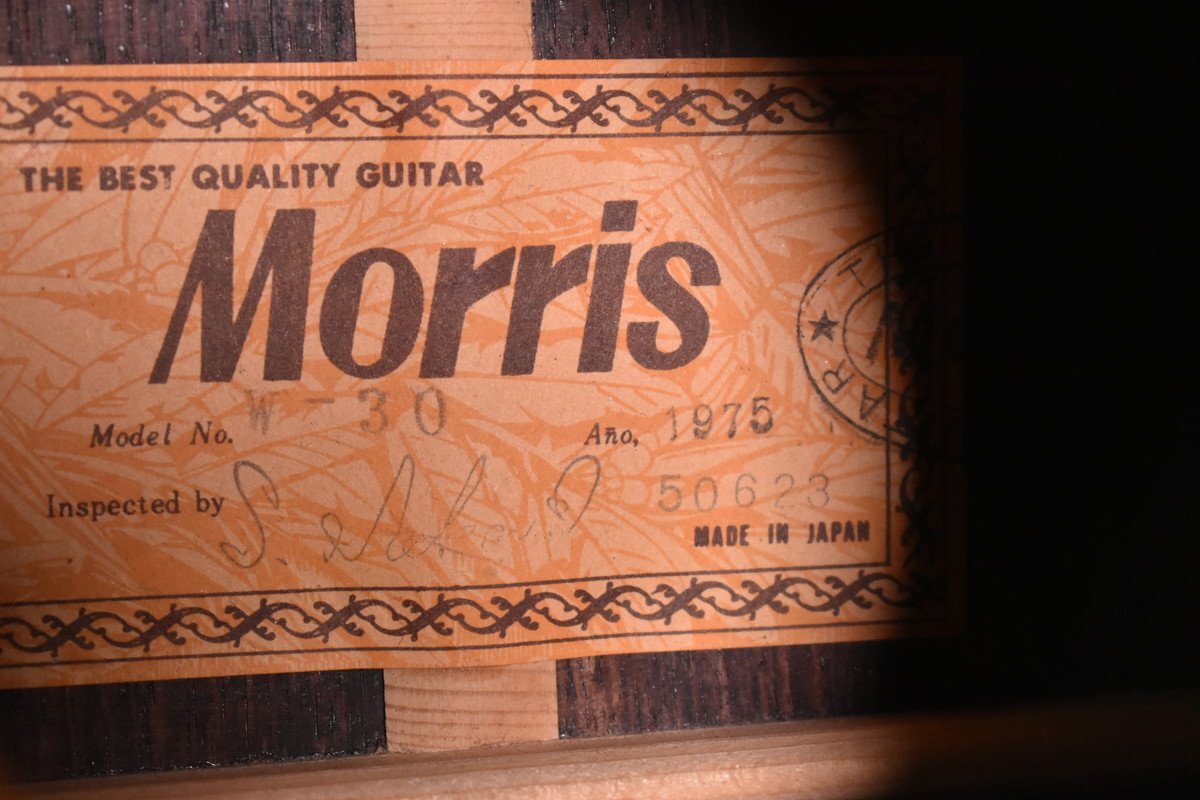 THE BEST QUALITY GUITAR
Morris
Model No. W-30
Año, 1975
Inspected by
50623
MADE IN JAPAN